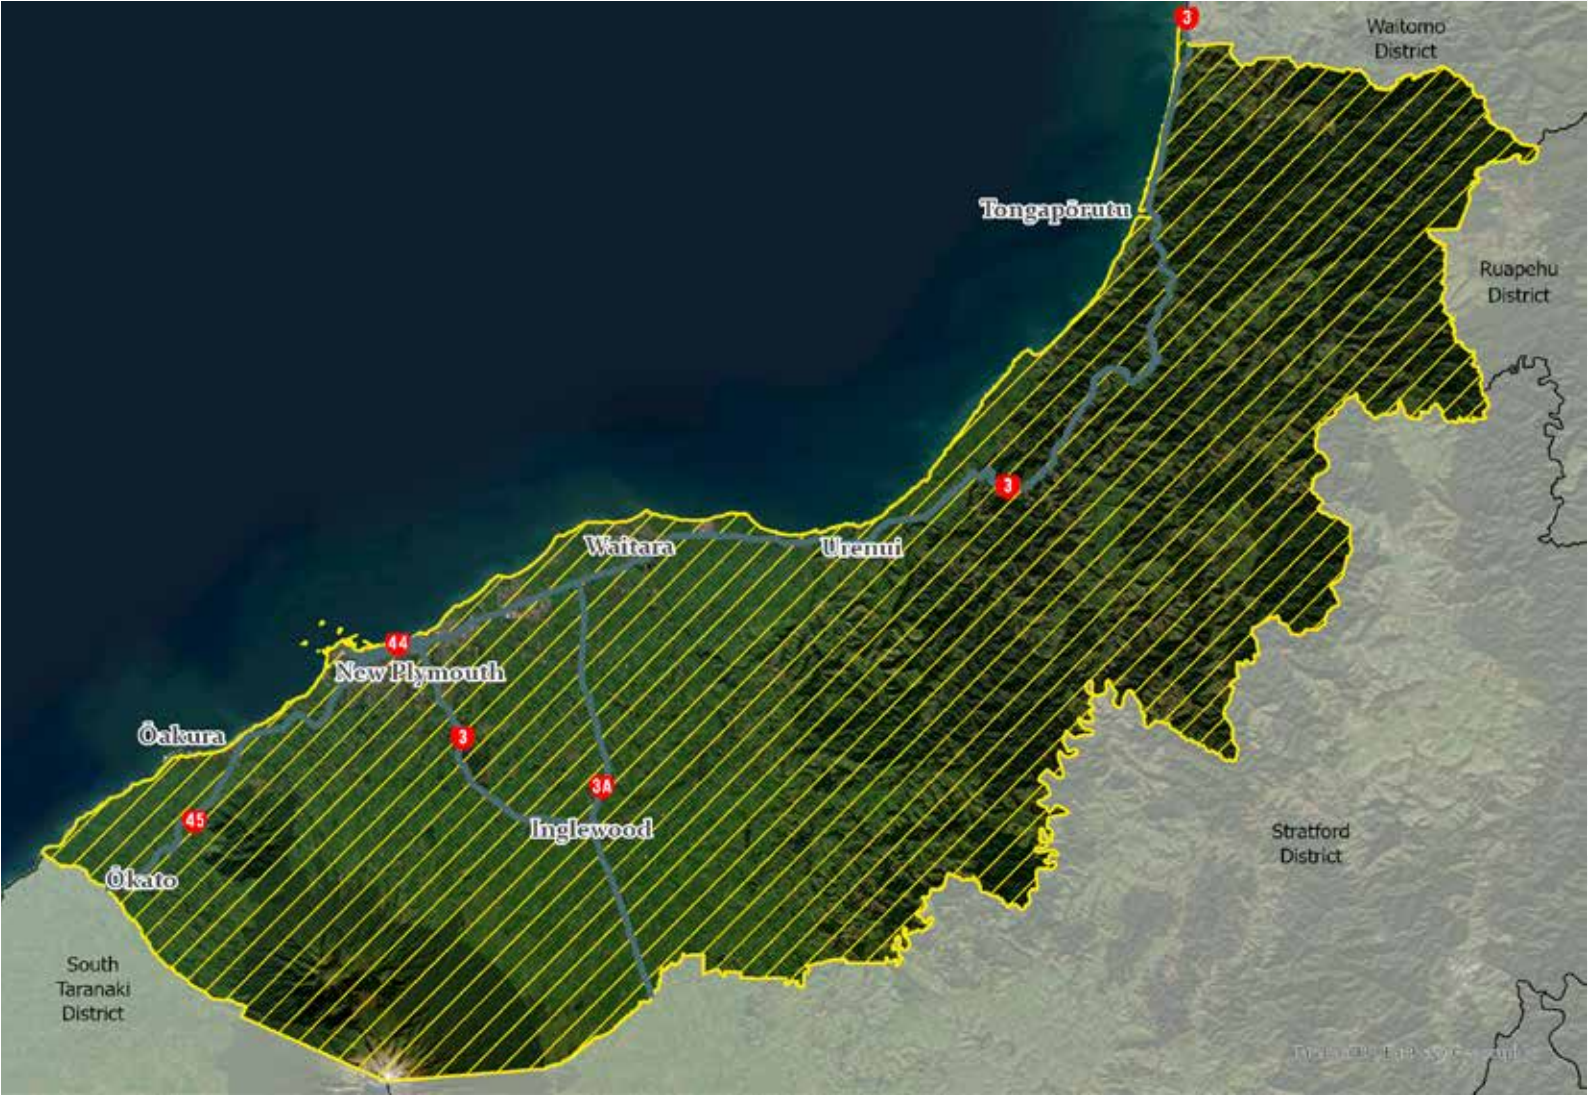 3
Waitomo
District
Tongapōrutu
Ruapehu
District
3
Waitara
Urenui
44
New Plymouth
Ōakura
3
3A
45
Inglewood
Stratford
District
Ōkato
South
Taranaki
District